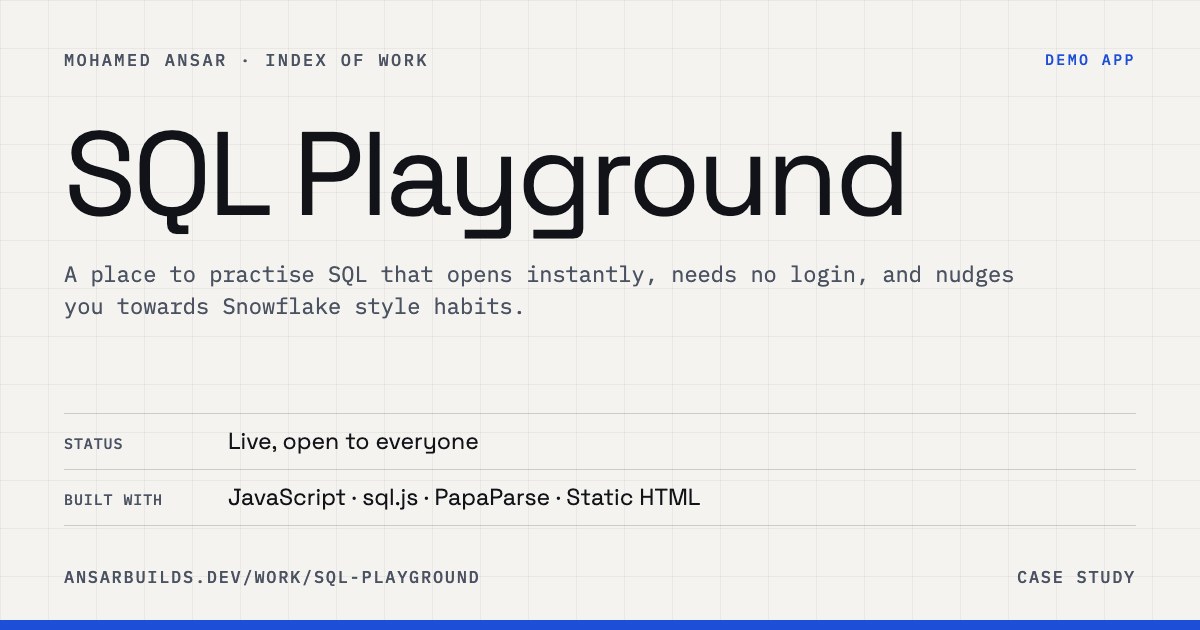 MOHAMED ANSAR · INDEX OF WORK
DEMO APP
SQL Playground
A place to practise SQL that opens instantly, needs no login, and nudges
you towards Snowflake style habits.
STATUS Live, open to everyone
BUILT WITH JavaScript · sql.js · PapaParse · Static HTML
ANSARBUILDS.DEV/WORK/SQL-PLAYGROUND
CASE STUDY